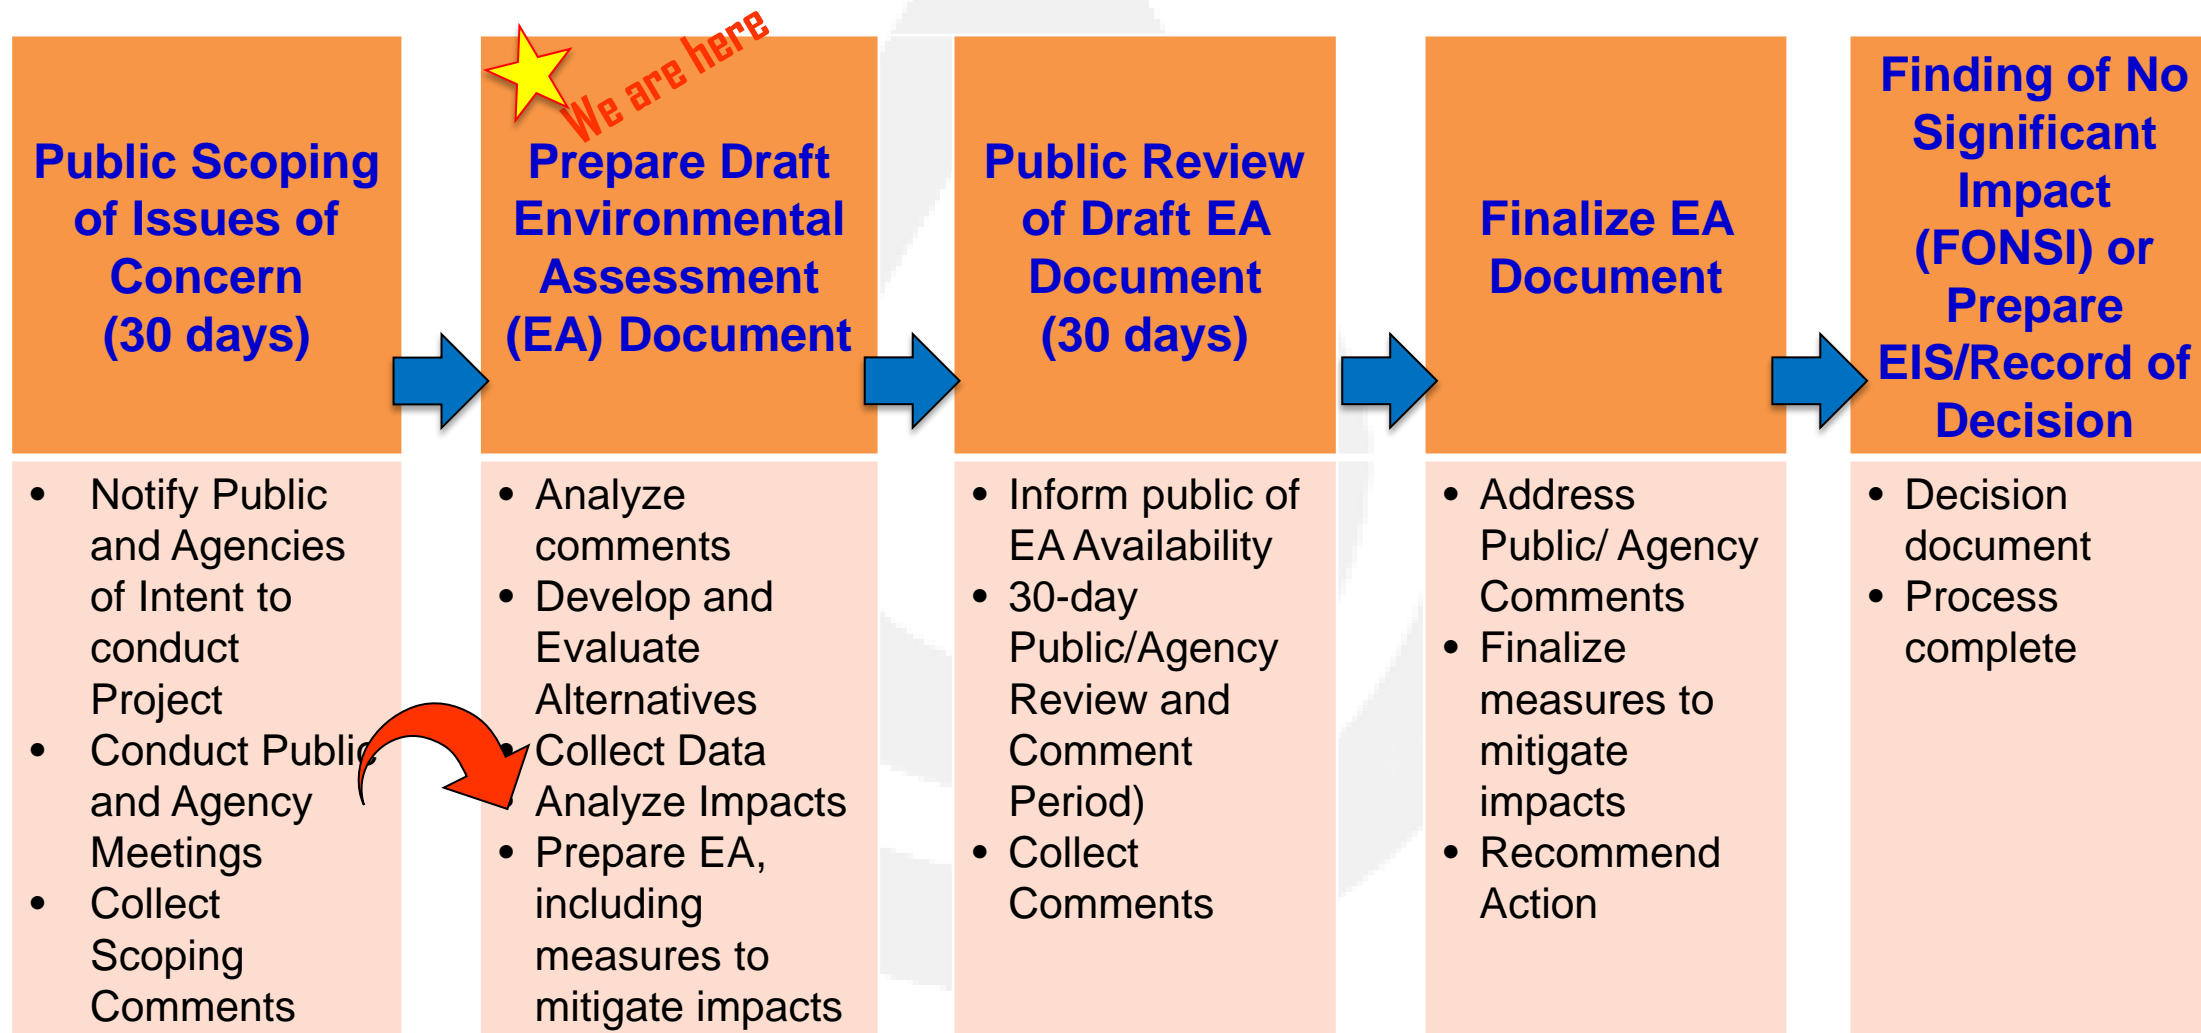 We are here
Public Scoping
of Issues of
Concern
(30 days)
• Notify Public
and Agencies
of Intent to
conduct
Project
• Conduct Public
and Agency
Meetings
• Collect
Scoping
Comments
Prepare Draft
Environmental
Assessment
(EA) Document
• Analyze
comments
• Develop and
Evaluate
Alternatives
• Collect Data
• Analyze Impacts
• Prepare EA,
including
measures to
mitigate impacts
Public Review
of Draft EA
Document
(30 days)
• Inform public of
EA Availability
• 30-day
Public/Agency
Review and
Comment
Period)
• Collect
Comments
Finalize EA
Document
• Address
Public/ Agency
Comments
• Finalize
measures to
mitigate
impacts
• Recommend
Action
Finding of No
Significant
Impact
(FONSI) or
Prepare
EIS/Record of
Decision
• Decision
document
• Process
complete